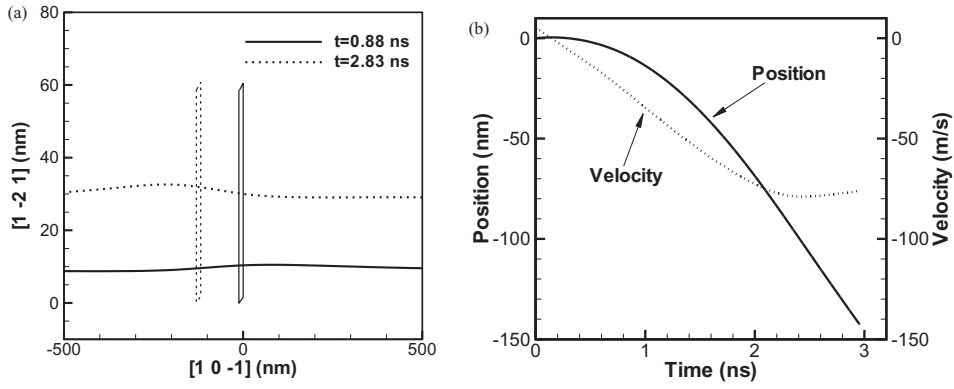 (a)
80
60
40
20
0
[1 -2 1] (nm)
t=0.88 ns
t=2.83 ns
-500
0
500
[1 0 -1] (nm)
(b)
0
-50
-100
-150
Position (nm)
Position
Velocity
0
-50
-100
-150
Velocity (m/s)
0
1
2
3
Time (ns)